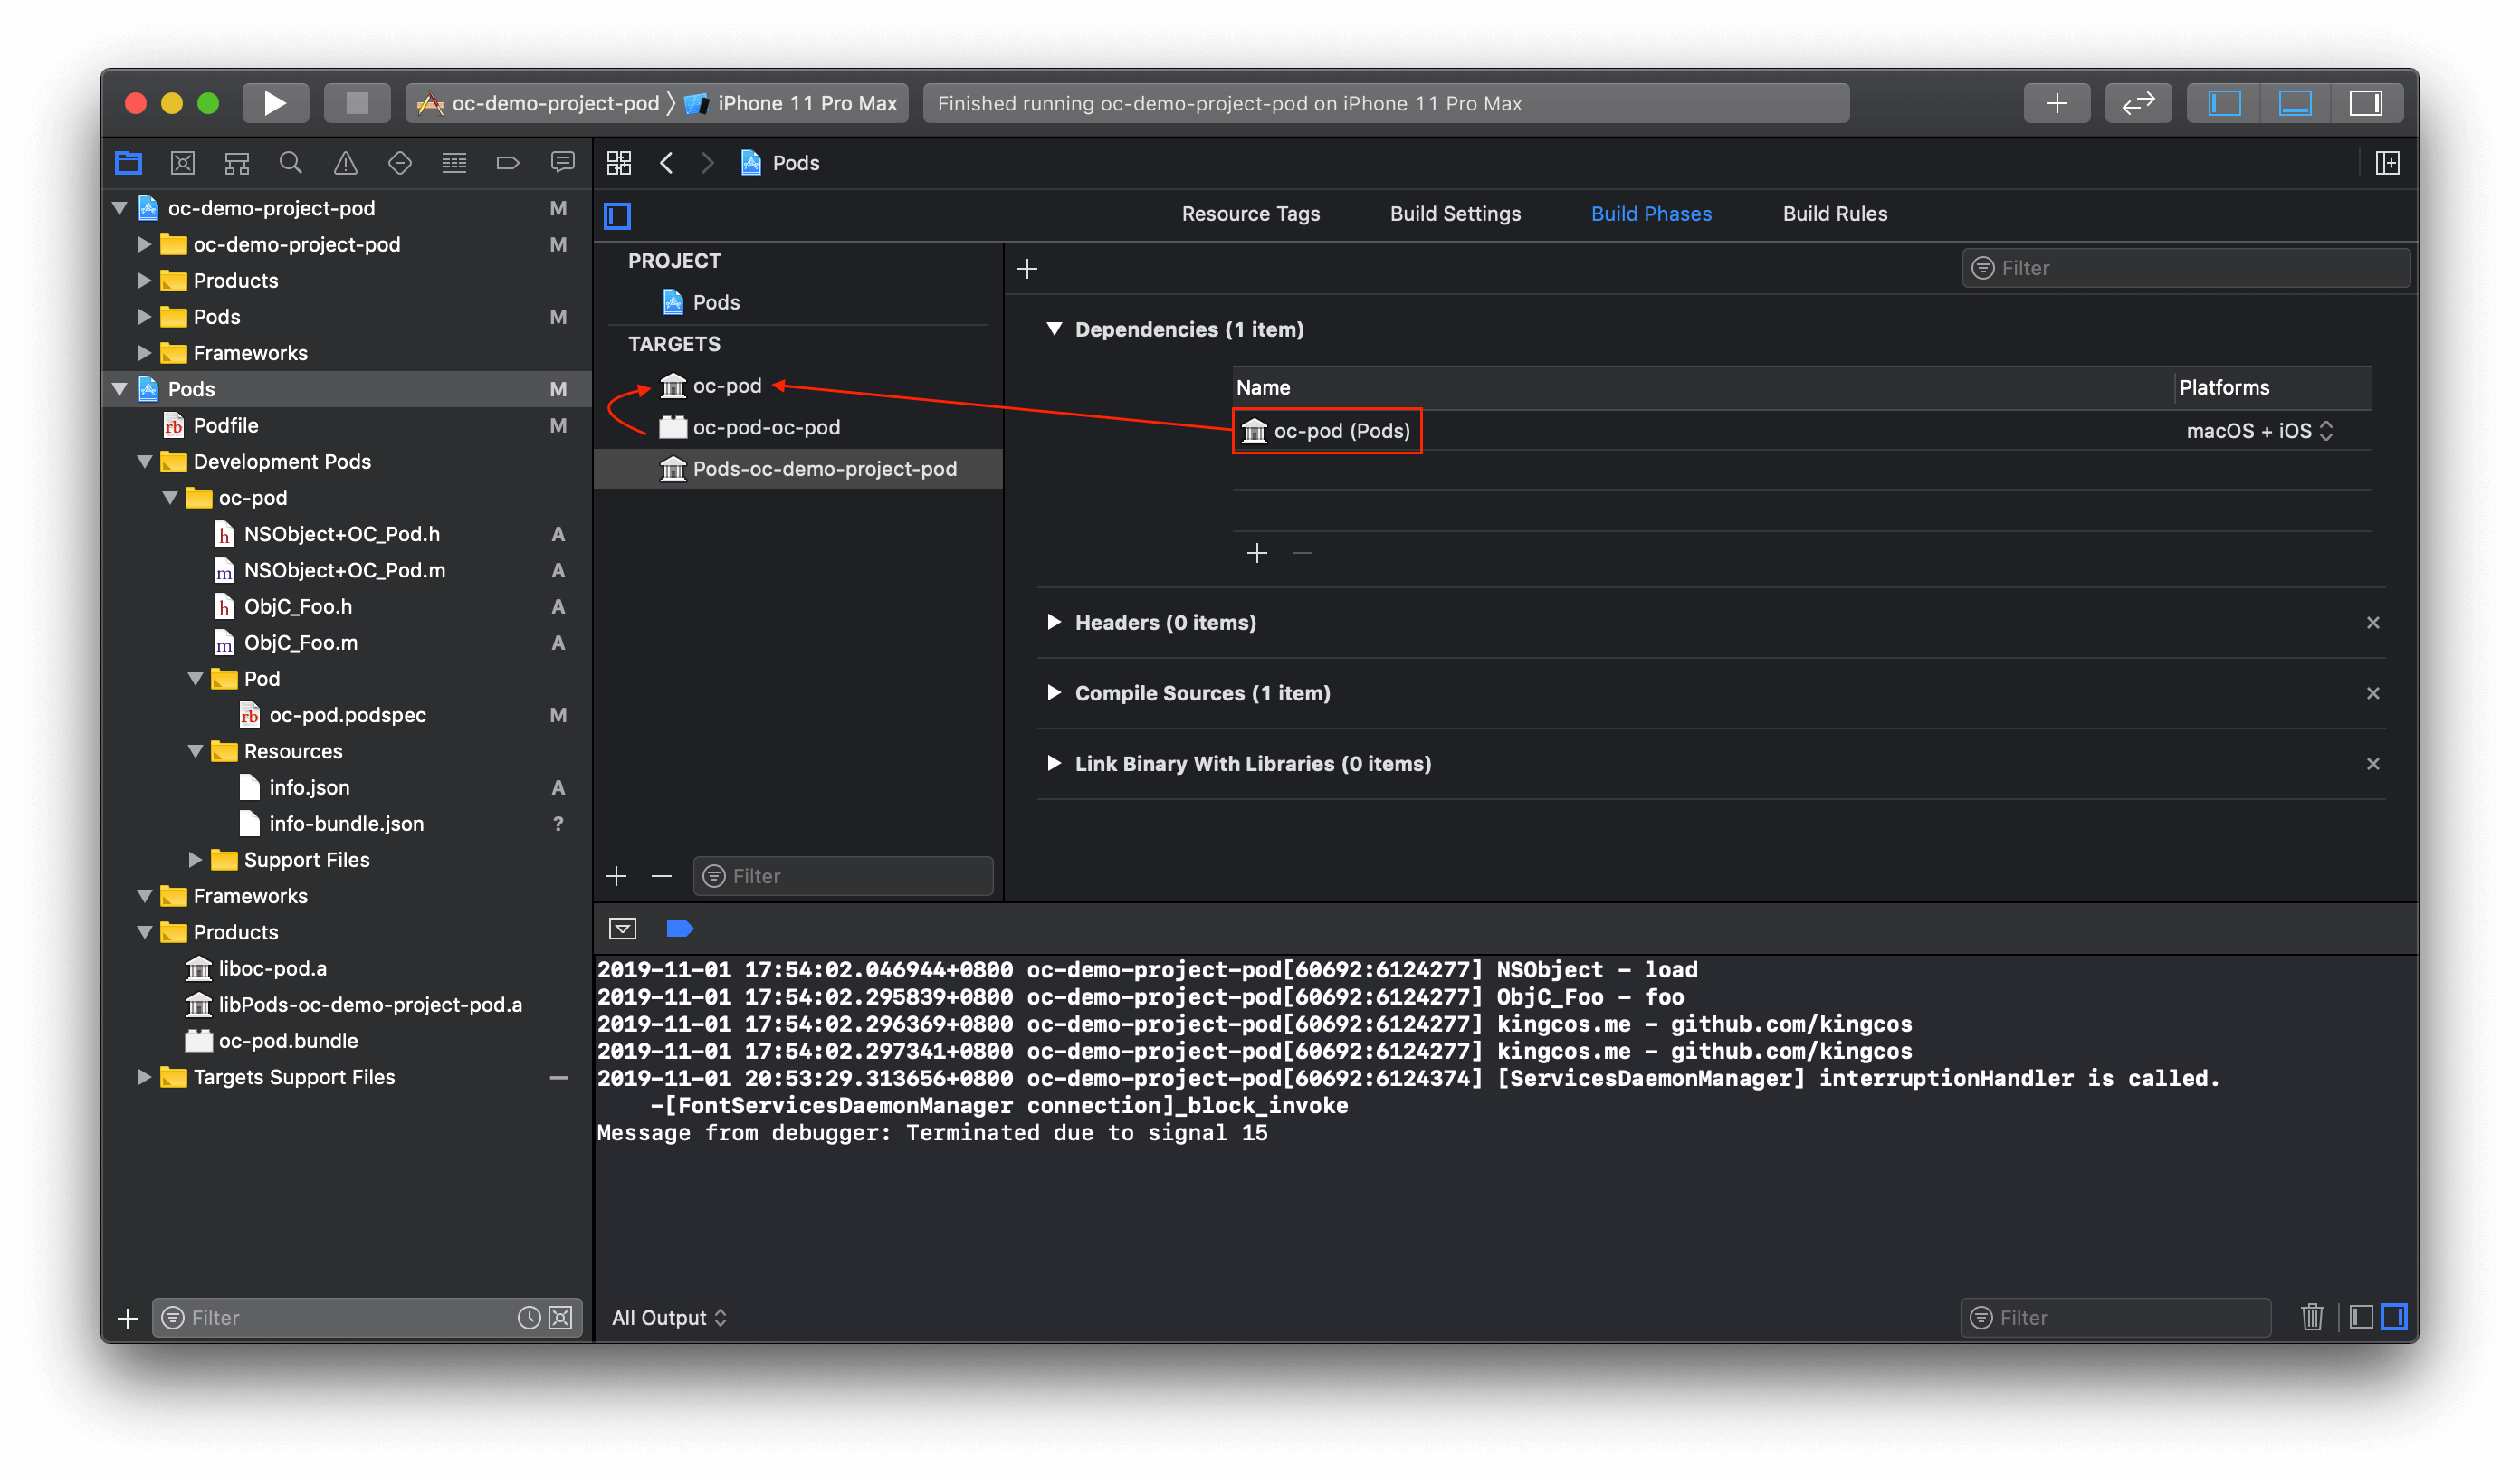 oc-demo-project-pod 〉 iPhone 11 Pro Max
Finished running oc-demo-project-pod on iPhone 11 Pro Max
Pods
oc-demo-project-pod M
oc-demo-project-pod M
Products
Pods M
Frameworks
Pods M
Podfile M
Development Pods
oc-pod
NSObject+OC_Pod.h A
NSObject+OC_Pod.m A
ObjC_Foo.h A
ObjC_Foo.m A
Pod
oc-pod.podspec M
Resources
info.json A
info-bundle.json ?
Support Files
Frameworks
Products
liboc-pod.a
libPods-oc-demo-project-pod.a
oc-pod.bundle
Targets Support Files
Filter
Resource Tags Build Settings Build Phases Build Rules
PROJECT
Pods
TARGETS
oc-pod
oc-pod-oc-pod
Pods-oc-demo-project-pod
Filter
Filter
Dependencies (1 item)
Name Platforms
oc-pod (Pods) macOS + iOS
Headers (0 items)
Compile Sources (1 item)
Link Binary With Libraries (0 items)
2019-11-01 17:54:02.046944+0800 oc-demo-project-pod[60692:6124277] NSObject - load
2019-11-01 17:54:02.295839+0800 oc-demo-project-pod[60692:6124277] ObjC_Foo - foo
2019-11-01 17:54:02.296369+0800 oc-demo-project-pod[60692:6124277] kingcos.me - github.com/kingcos
2019-11-01 17:54:02.297341+0800 oc-demo-project-pod[60692:6124277] kingcos.me - github.com/kingcos
2019-11-01 20:53:29.313656+0800 oc-demo-project-pod[60692:6124374] [ServicesDaemonManager] interruptionHandler is called.
-[FontServicesDaemonManager connection]_block_invoke
Message from debugger: Terminated due to signal 15
All Output
Filter